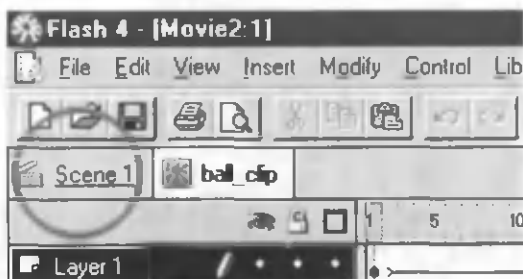 Flash 4 - [Movie2:1]
File Edit View Insert Modify Control Lib
Scene 1 ball_clip
1 5 10
Layer 1